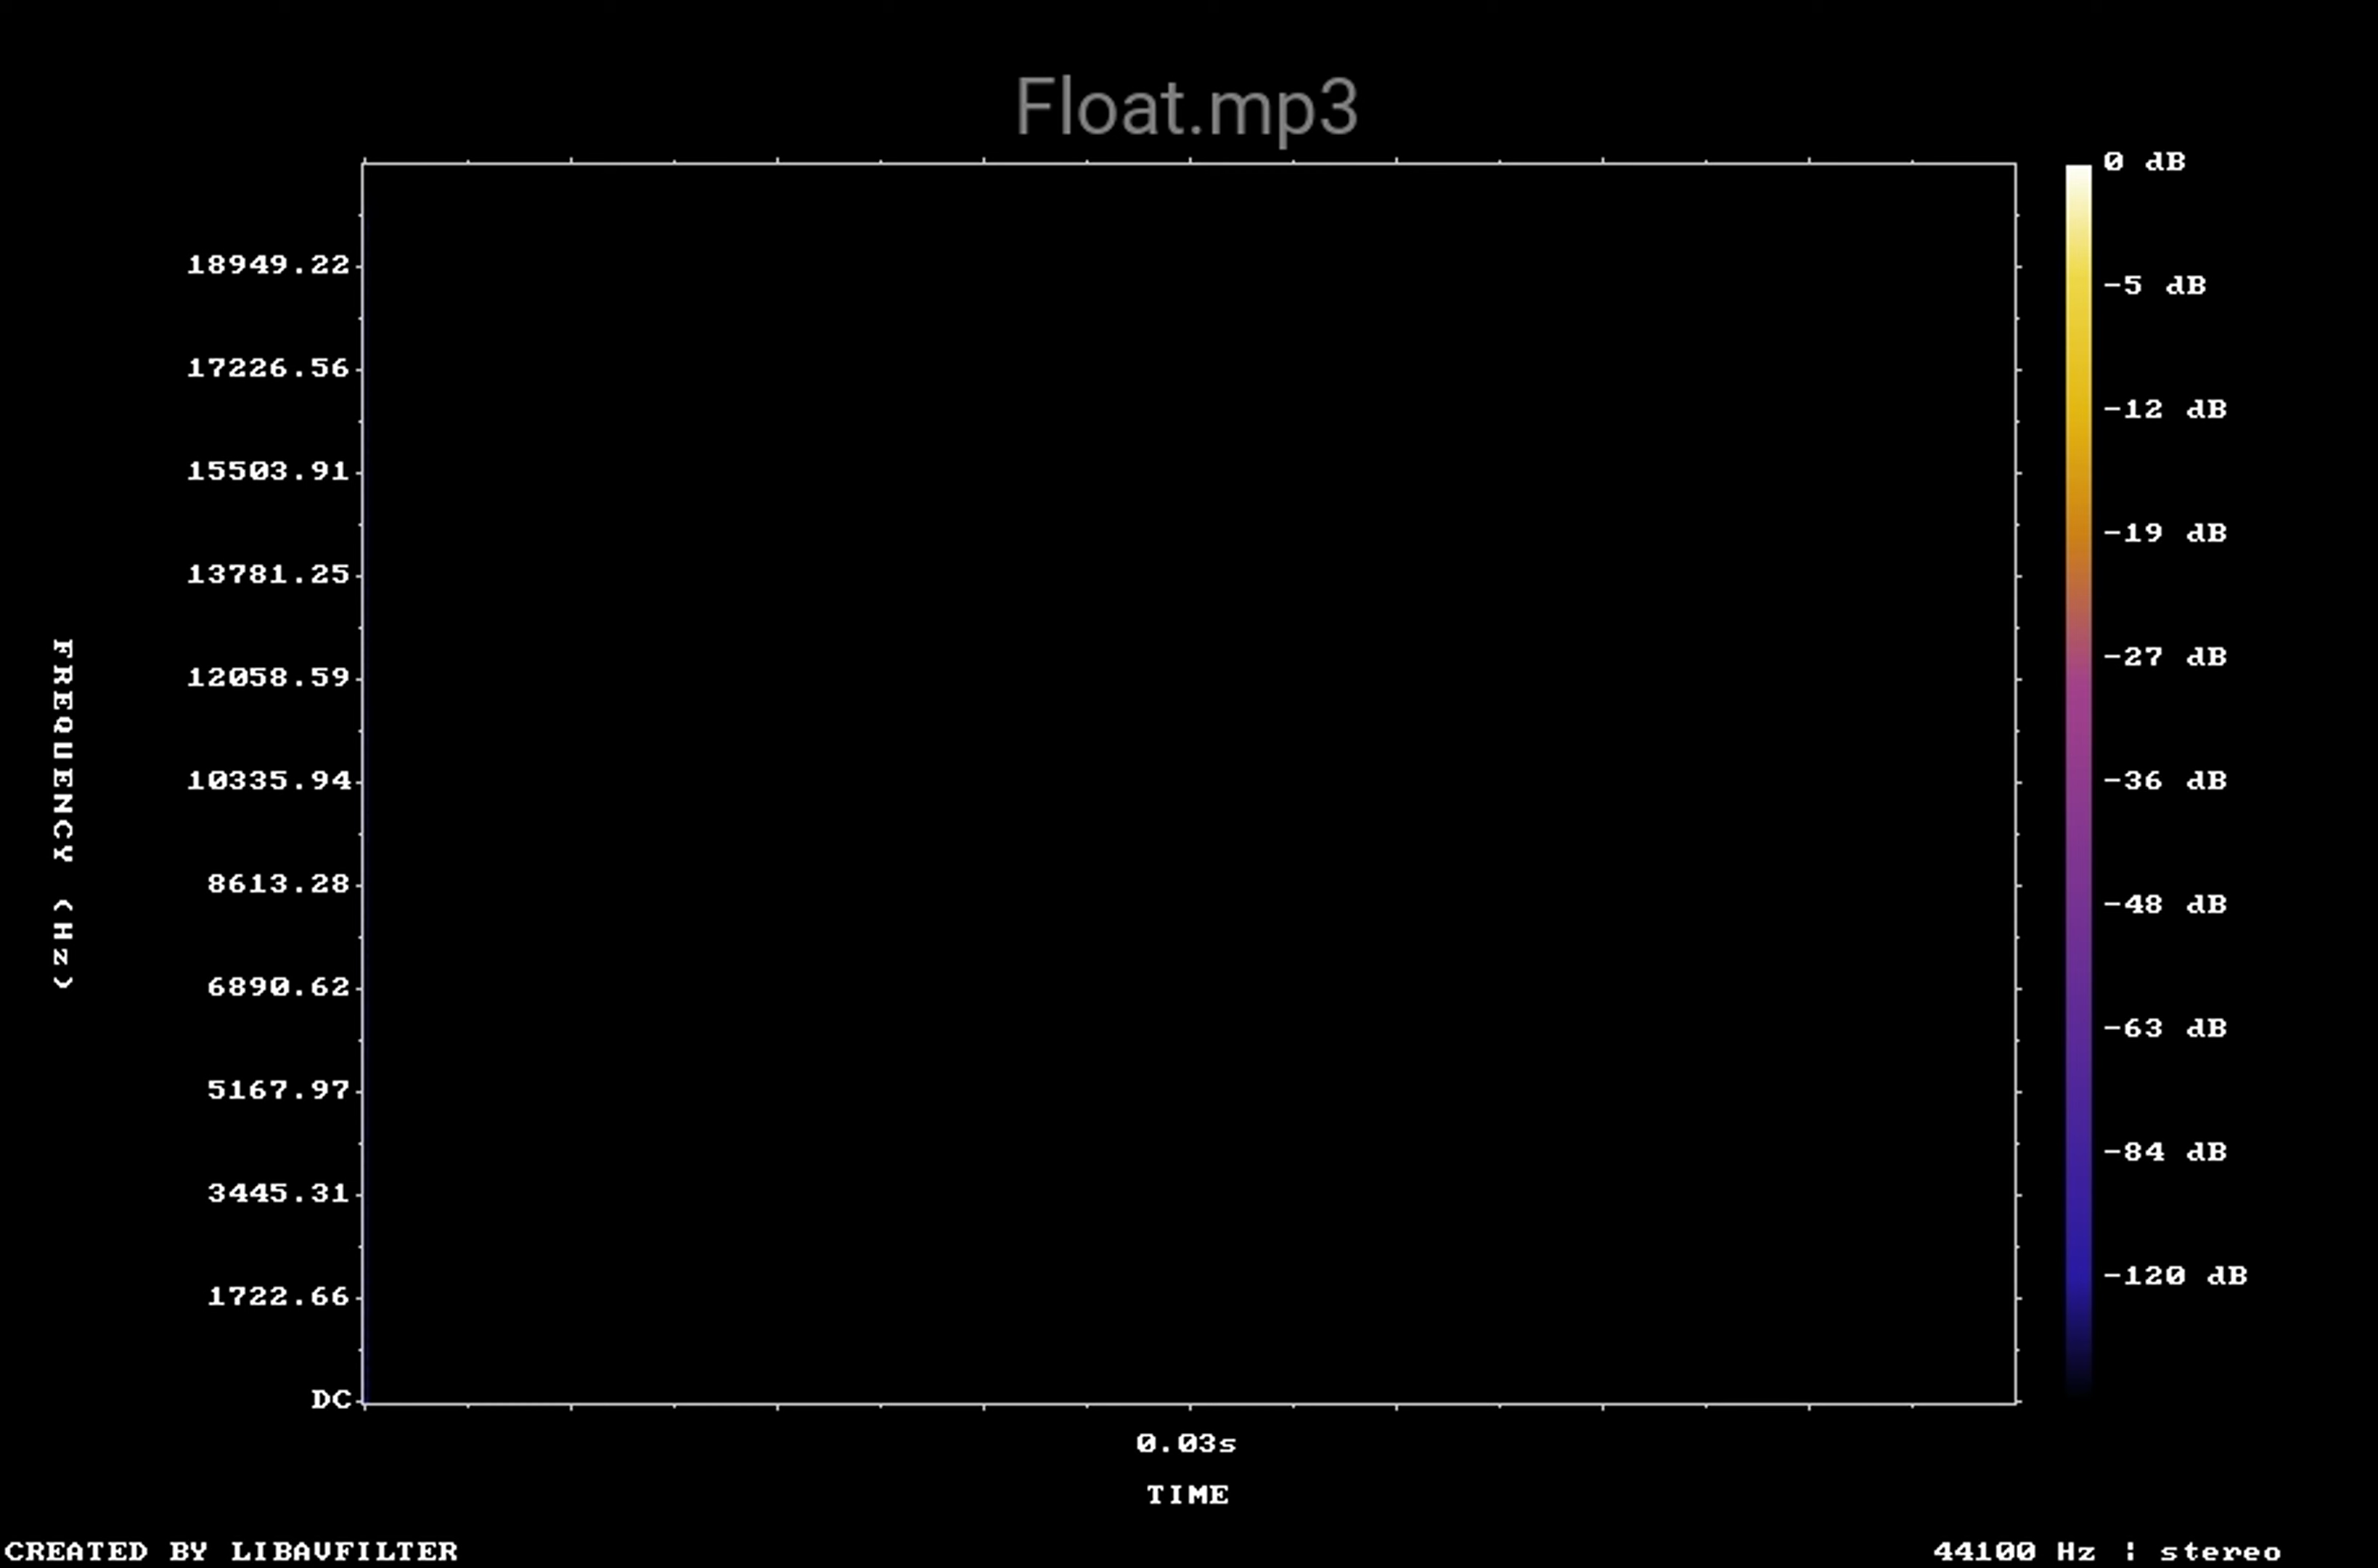 Float.mp3
0 dB
-5 dB
-12 dB
-19 dB
-27 dB
-36 dB
-48 dB
-63 dB
-84 dB
-120 dB
18949.22
17226.56
15503.91
13781.25
12058.59
10335.94
8613.28
6890.62
5167.97
3445.31
1722.66
DC
FREQUENCY (Hz)
0.03s
TIME
CREATED BY LIBAVFILTER
44100 Hz | stereo